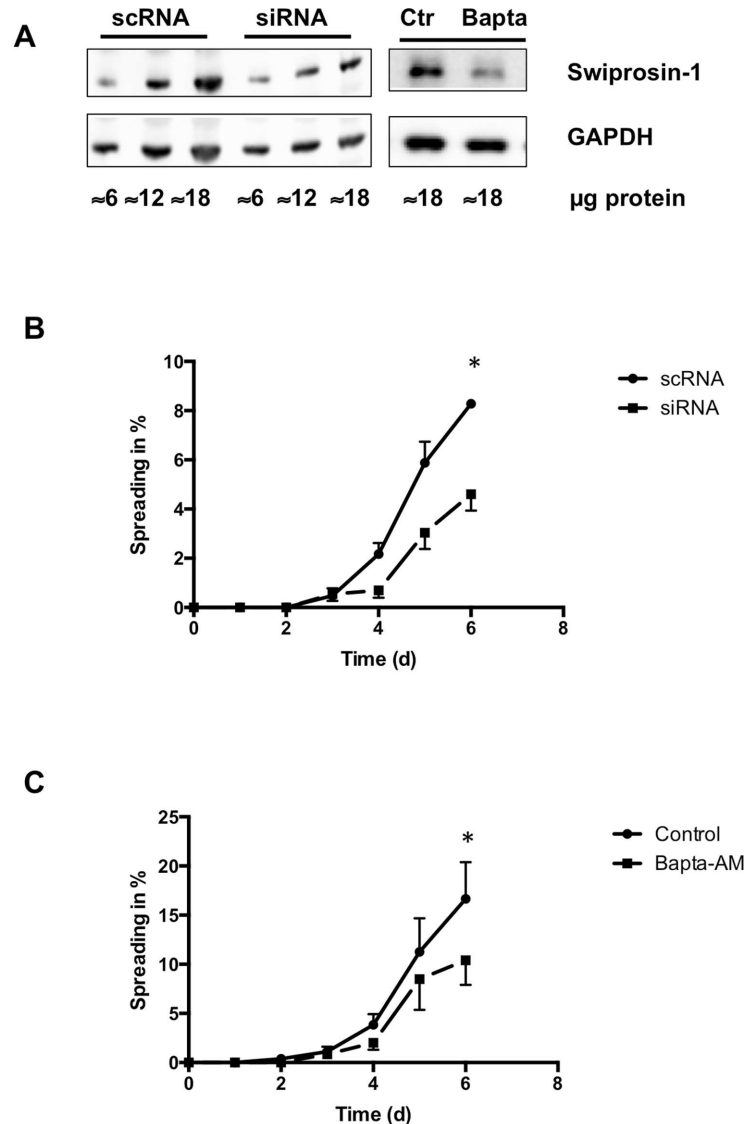 A
scRNA siRNA Ctr Bapta
Swiprosin-1
GAPDH
≈6 ≈12 ≈18 ≈6 ≈12 ≈18 ≈18 ≈18 µg protein
B
10
*
scRNA
8
siRNA
6
Spreading in %
4
2
0
0 2 4 6 8
Time (d)
C
25
*
Control
20
Bapta-AM
15
Spreading in %
10
5
0
0 2 4 6 8
Time (d)